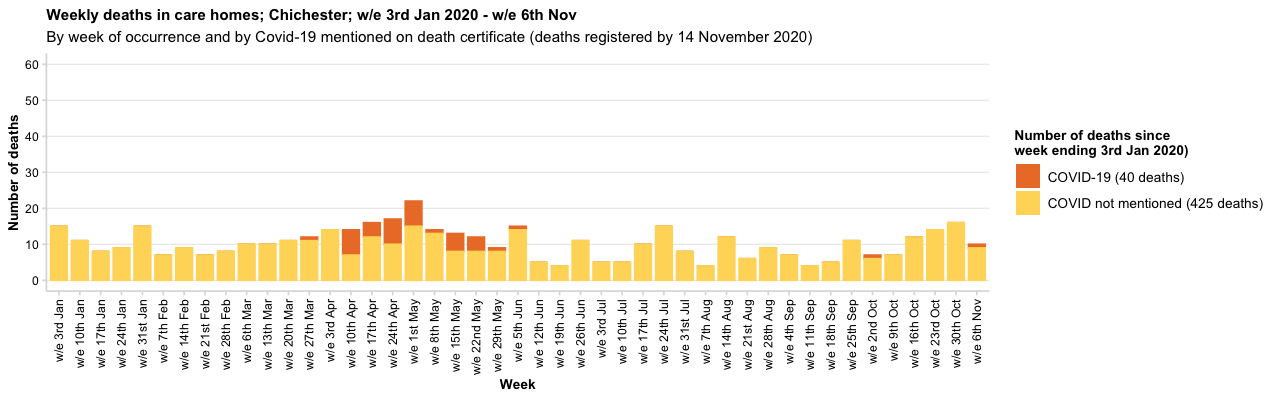 Weekly deaths in care homes; Chichester; w/e 3rd Jan 2020 - w/e 6th Nov
By week of occurrence and by Covid-19 mentioned on death certificate (deaths registered by 14 November 2020)
Number of deaths
60
50
40
30
20
10
0
w/e 3rd Jan
w/e 10th Jan
w/e 17th Jan
w/e 24th Jan
w/e 31st Jan
w/e 7th Feb
w/e 14th Feb
w/e 21st Feb
w/e 28th Feb
w/e 6th Mar
w/e 13th Mar
w/e 20th Mar
w/e 27th Mar
w/e 3rd Apr
w/e 10th Apr
w/e 17th Apr
w/e 24th Apr
w/e 1st May
w/e 8th May
w/e 15th May
w/e 22nd May
w/e 29th May
w/e 5th Jun
w/e 12th Jun
w/e 19th Jun
w/e 26th Jun
w/e 3rd Jul
w/e 10th Jul
w/e 17th Jul
w/e 24th Jul
w/e 31st Jul
w/e 7th Aug
w/e 14th Aug
w/e 21st Aug
w/e 28th Aug
w/e 4th Sep
w/e 11th Sep
w/e 18th Sep
w/e 25th Sep
w/e 2nd Oct
w/e 9th Oct
w/e 16th Oct
w/e 23rd Oct
w/e 30th Oct
w/e 6th Nov
Week
Number of deaths since
week ending 3rd Jan 2020)
COVID-19 (40 deaths)
COVID not mentioned (425 deaths)